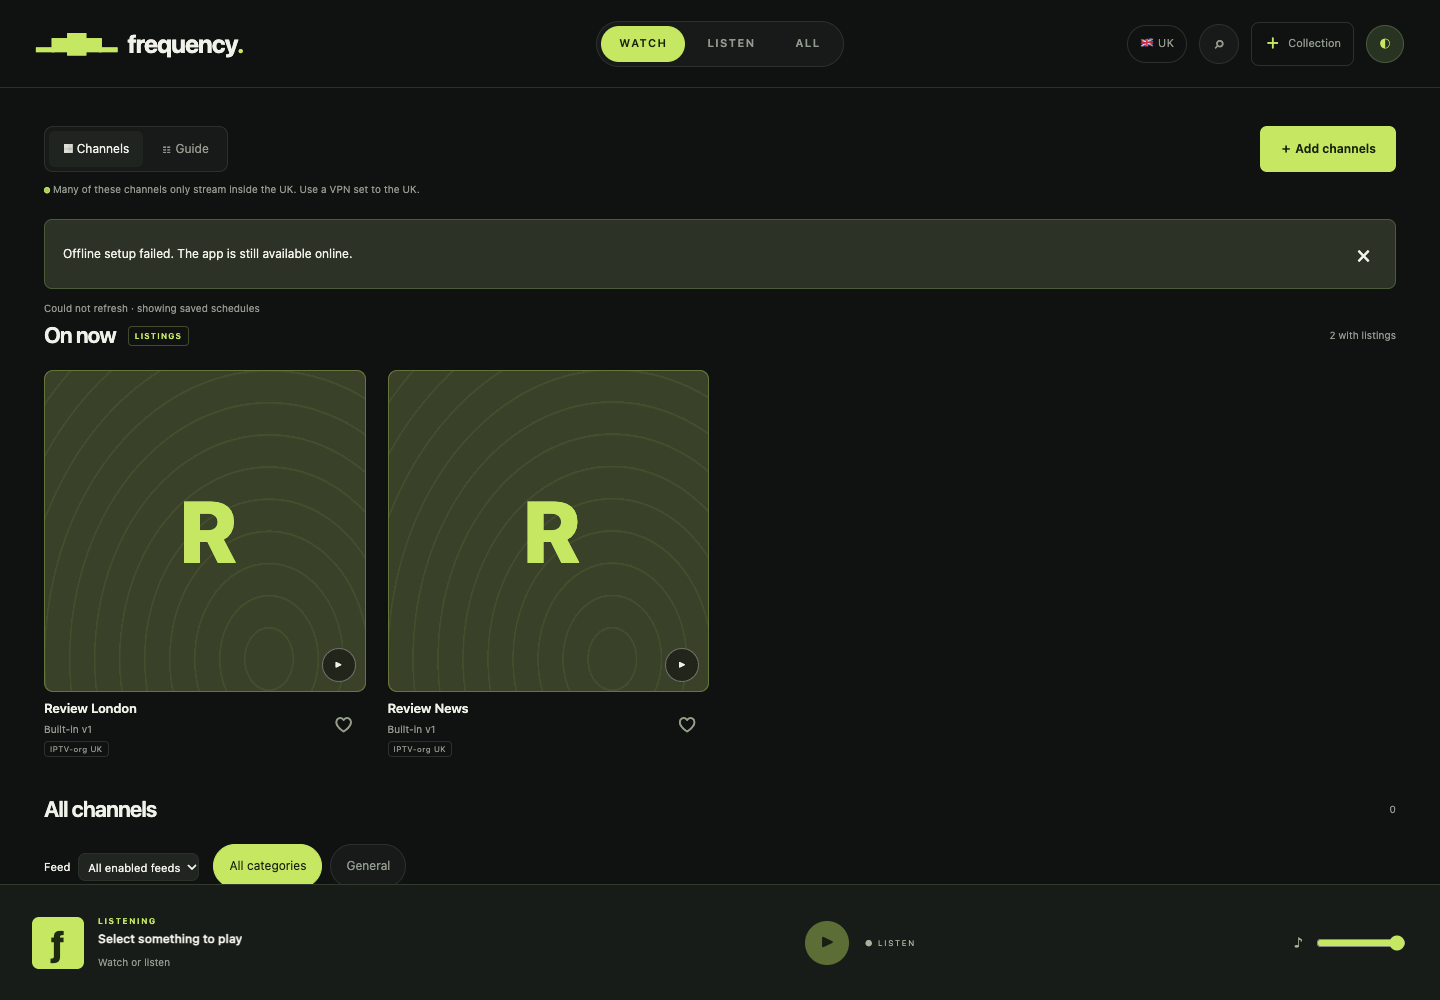 frequency.
WATCH
LISTEN
ALL
UK
+ Collection
Channels
Guide
+ Add channels
Many of these channels only stream inside the UK. Use a VPN set to the UK.
Offline setup failed. The app is still available online.
Could not refresh · showing saved schedules
On now
LISTINGS
2 with listings
R
R
Review London
Built-in v1
IPTV-org UK
Review News
Built-in v1
IPTV-org UK
All channels
0
Feed
All enabled feeds
All categories
General
f
LISTENING
Select something to play
Watch or listen
LISTEN